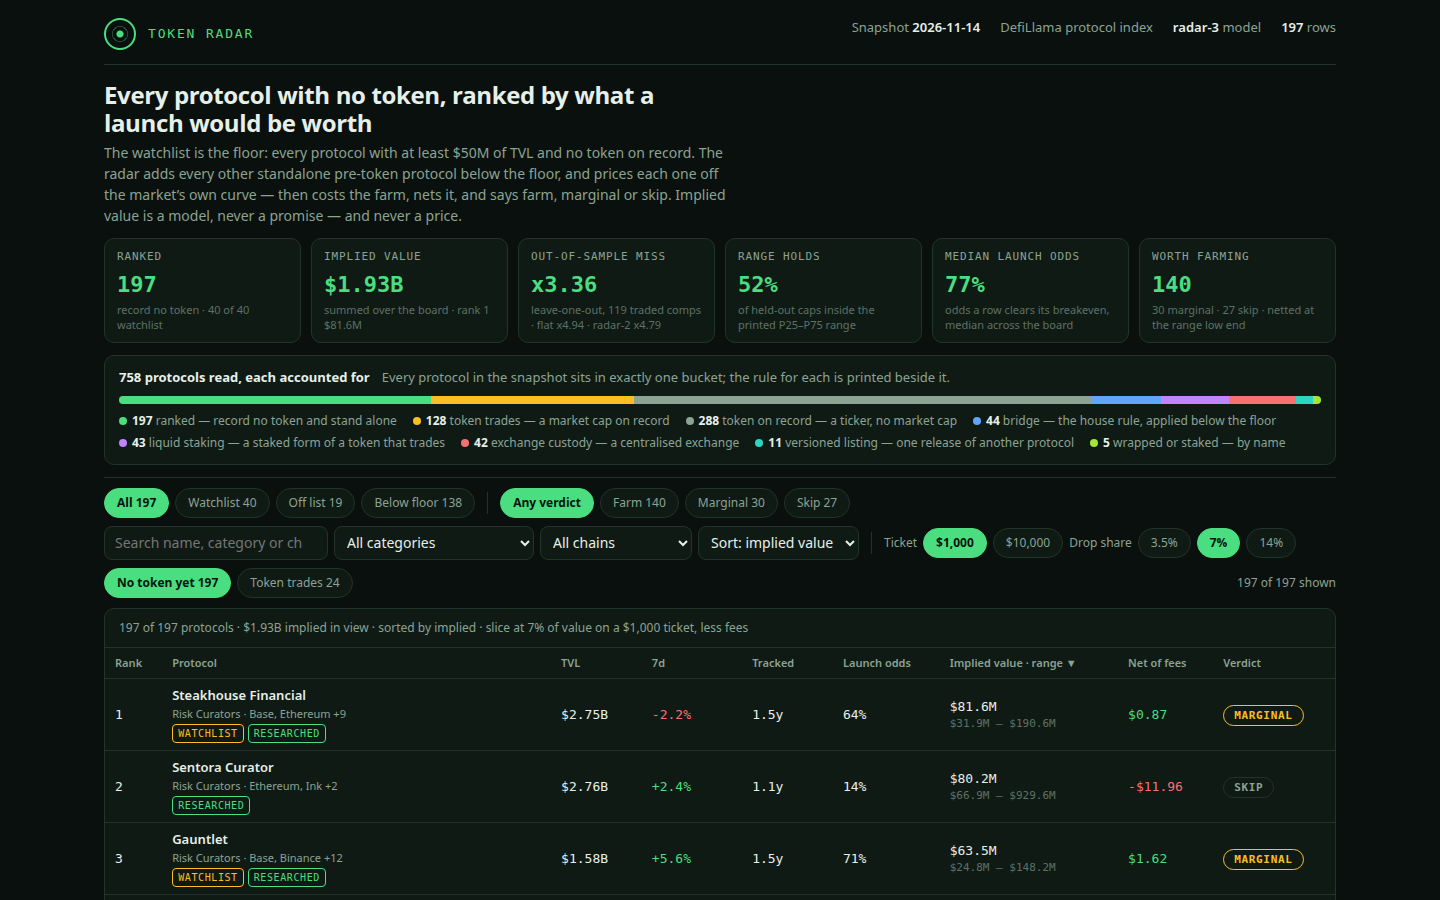 TOKEN RADAR
Snapshot 2026-11-14 DefiLlama protocol index radar-3 model 197 rows
Every protocol with no token, ranked by what a
launch would be worth
The watchlist is the floor: every protocol with at least $50M of TVL and no token on record. The
radar adds every other standalone pre-token protocol below the floor, and prices each one off
the market's own curve — then costs the farm, nets it, and says farm, marginal or skip. Implied
value is a model, never a promise — and never a price.
RANKED
197
record no token · 40 of 40
watchlist
IMPLIED VALUE
$1.93B
summed over the board · rank 1
$81.6M
OUT-OF-SAMPLE MISS
x3.36
leave-one-out, 119 traded comps
· flat x4.94 · radar-2 x4.79
RANGE HOLDS
52%
of held-out caps inside the
printed P25–P75 range
MEDIAN LAUNCH ODDS
77%
odds a row clears its breakeven,
median across the board
WORTH FARMING
140
30 marginal · 27 skip · netted at
the range low end
758 protocols read, each accounted for Every protocol in the snapshot sits in exactly one bucket; the rule for each is printed beside it.
197 ranked — record no token and stand alone 128 token trades — a market cap on record 288 token on record — a ticker, no market cap 44 bridge — the house rule, applied below the floor
43 liquid staking — a staked form of a token that trades 42 exchange custody — a centralised exchange 11 versioned listing — one release of another protocol 5 wrapped or staked — by name
All 197 Watchlist 40 Off list 19 Below floor 138 Any verdict Farm 140 Marginal 30 Skip 27
Search name, category or ch All categories All chains Sort: implied value Ticket $1,000 $10,000 Drop share 3.5% 7% 14%
No token yet 197 Token trades 24 197 of 197 shown
197 of 197 protocols · $1.93B implied in view · sorted by implied · slice at 7% of value on a $1,000 ticket, less fees
Rank Protocol TVL 7d Tracked Launch odds Implied value · range ▼ Net of fees Verdict
Steakhouse Financial
1 Risk Curators · Base, Ethereum +9 $2.75B -2.2% 1.5y 64% $81.6M $0.87 MARGINAL
$31.9M — $190.6M
WATCHLIST RESEARCHED
Sentora Curator
2 Risk Curators · Ethereum, Ink +2 $2.76B +2.4% 1.1y 14% $80.2M -$11.96 SKIP
$66.9M — $929.6M
RESEARCHED
Gauntlet
3 Risk Curators · Base, Binance +12 $1.58B +5.6% 1.5y 71% $63.5M $1.62 MARGINAL
$24.8M — $148.2M
WATCHLIST RESEARCHED